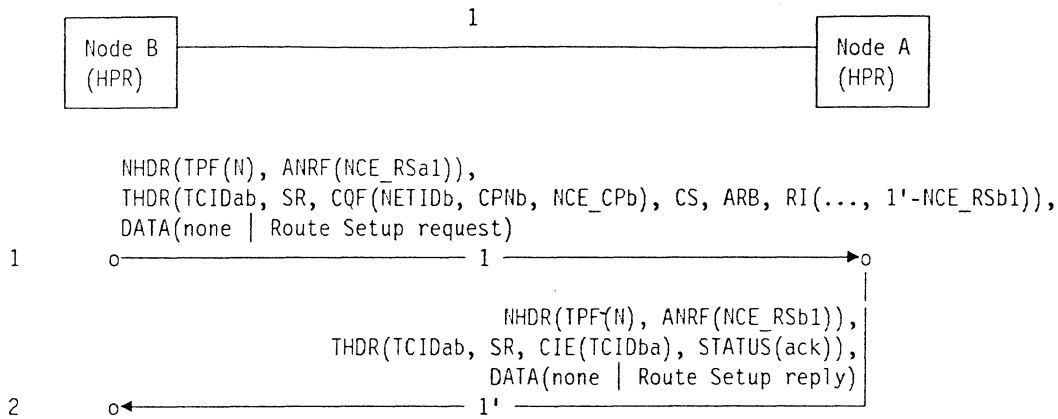 1
Node B
(HPR)
Node A
(HPR)
NHDR(TPF(N), ANRF(NCE_RSa1)),
THDR(TCIDab, SR, CQF(NETIDb, CPNb, NCE_CPb), CS, ARB, RI(..., 1'-NCE_RSb1)),
DATA(none | Route Setup request)
1 o 1 o
NHDR(TPF(N), ANRF(NCE_RSb1)),
THDR(TCIDab, SR, CIE(TCIDba), STATUS(ack)),
DATA(none | Route Setup reply)
2 o 1'